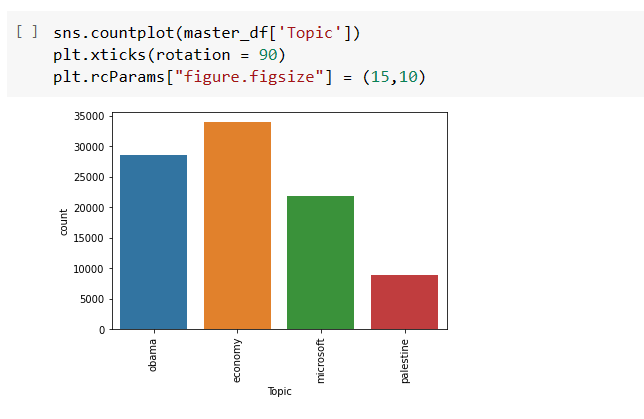 [ ] sns.countplot(master_df['Topic'])
plt.xticks(rotation = 90)
plt.rcParams["figure.figsize"] = (15,10)
35000
30000
25000
20000
15000
10000
5000
0
count
obama
economy
microsoft
palestine
Topic